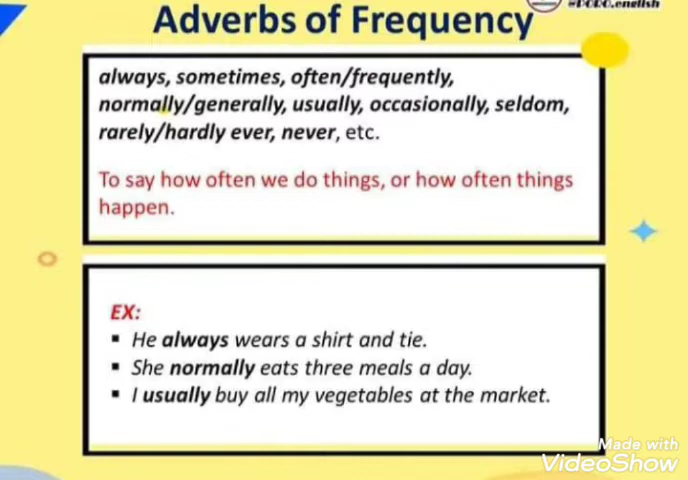 @DODO.english
Adverbs of Frequency
always, sometimes, often/frequently,
normally/generally, usually, occasionally, seldom,
rarely/hardly ever, never, etc.
To say how often we do things, or how often things
happen.
EX:
▪ He always wears a shirt and tie.
▪ She normally eats three meals a day.
▪ I usually buy all my vegetables at the market.
Made with
VideoShow